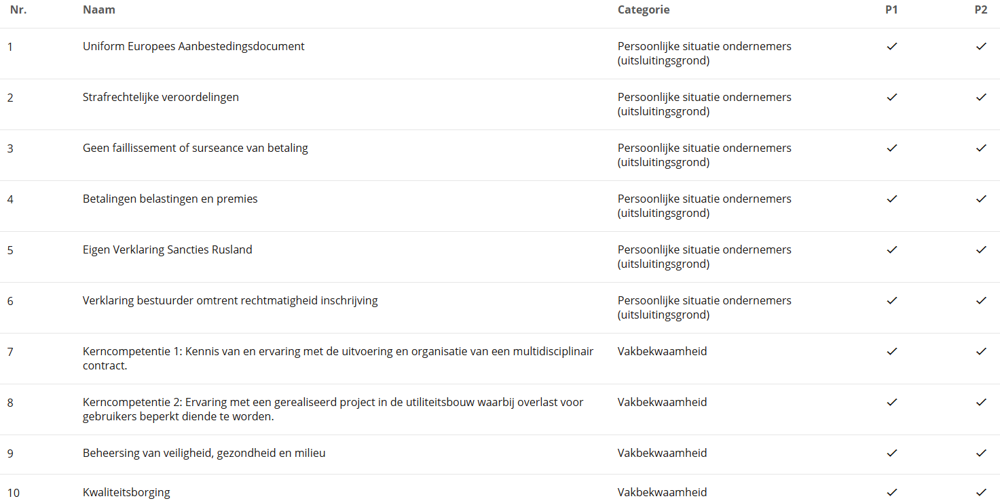 Nr. Naam Categorie P1 P2
1 Uniform Europees Aanbestedingsdocument Persoonlijke situatie ondernemers
(uitsluitingsgrond)
2 Strafrechtelijke veroordelingen Persoonlijke situatie ondernemers
(uitsluitingsgrond)
3 Geen faillissement of surseance van betaling Persoonlijke situatie ondernemers
(uitsluitingsgrond)
4 Betalingen belastingen en premies Persoonlijke situatie ondernemers
(uitsluitingsgrond)
5 Eigen Verklaring Sancties Rusland Persoonlijke situatie ondernemers
(uitsluitingsgrond)
6 Verklaring bestuurder omtrent rechtmatigheid inschrijving Persoonlijke situatie ondernemers
(uitsluitingsgrond)
7 Kerncompetentie 1: Kennis van en ervaring met de uitvoering en organisatie van een multidisciplinair Vakbekwaamheid
contract.
8 Kerncompetentie 2: Ervaring met een gerealiseerd project in de utiliteitsbouw waarbij overlast voor Vakbekwaamheid
gebruikers beperkt diende te worden.
9 Beheersing van veiligheid, gezondheid en milieu Vakbekwaamheid
10 Kwaliteitsborging Vakbekwaamheid